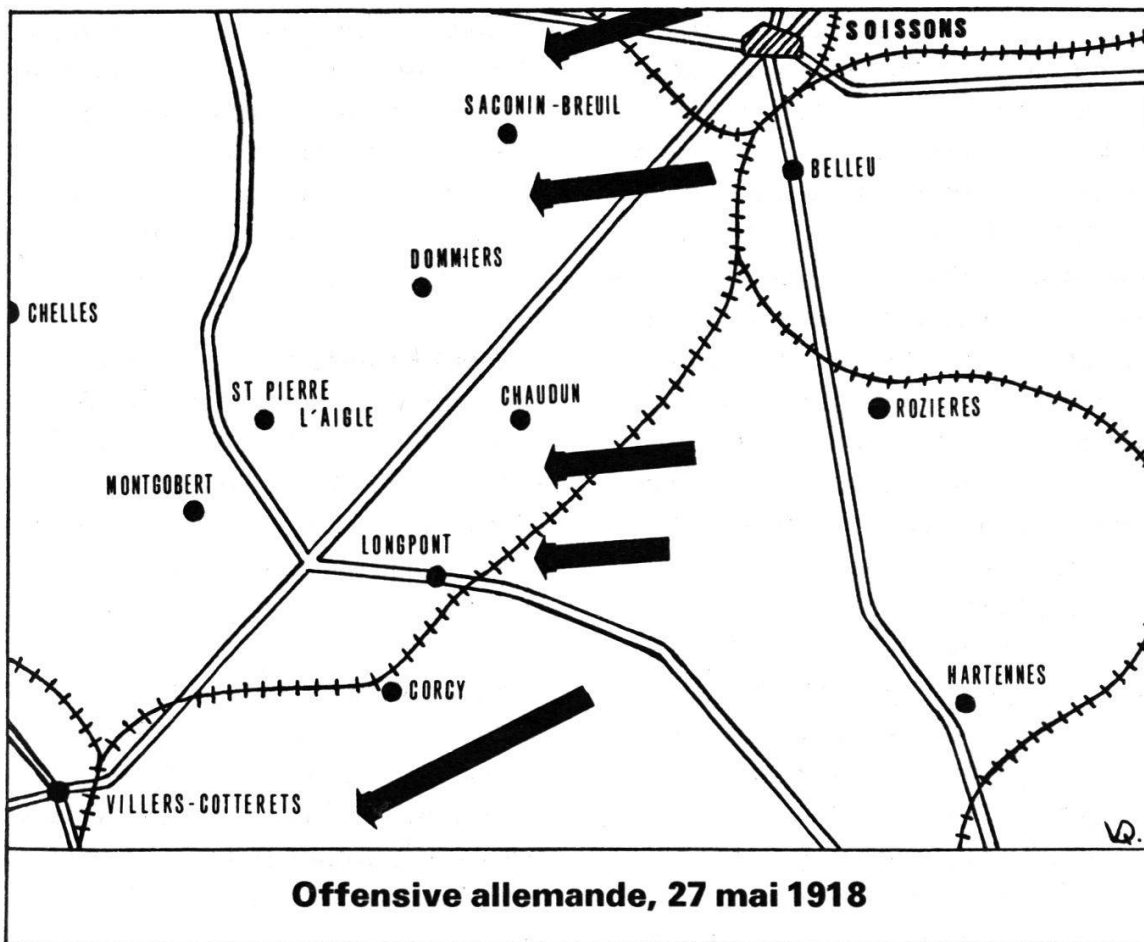 SOISSONS
SACONIN-BREUIL
BELLEU
DOMMIERS
CHELLES
ST PIERRE
L'AIGLE
CHAUDUN
ROZIERES
MONTGOBERT
LONGPONT
HARTENNES
CORCY
VILLERS-COTTERETS
Offensive allemande, 27 mai 1918